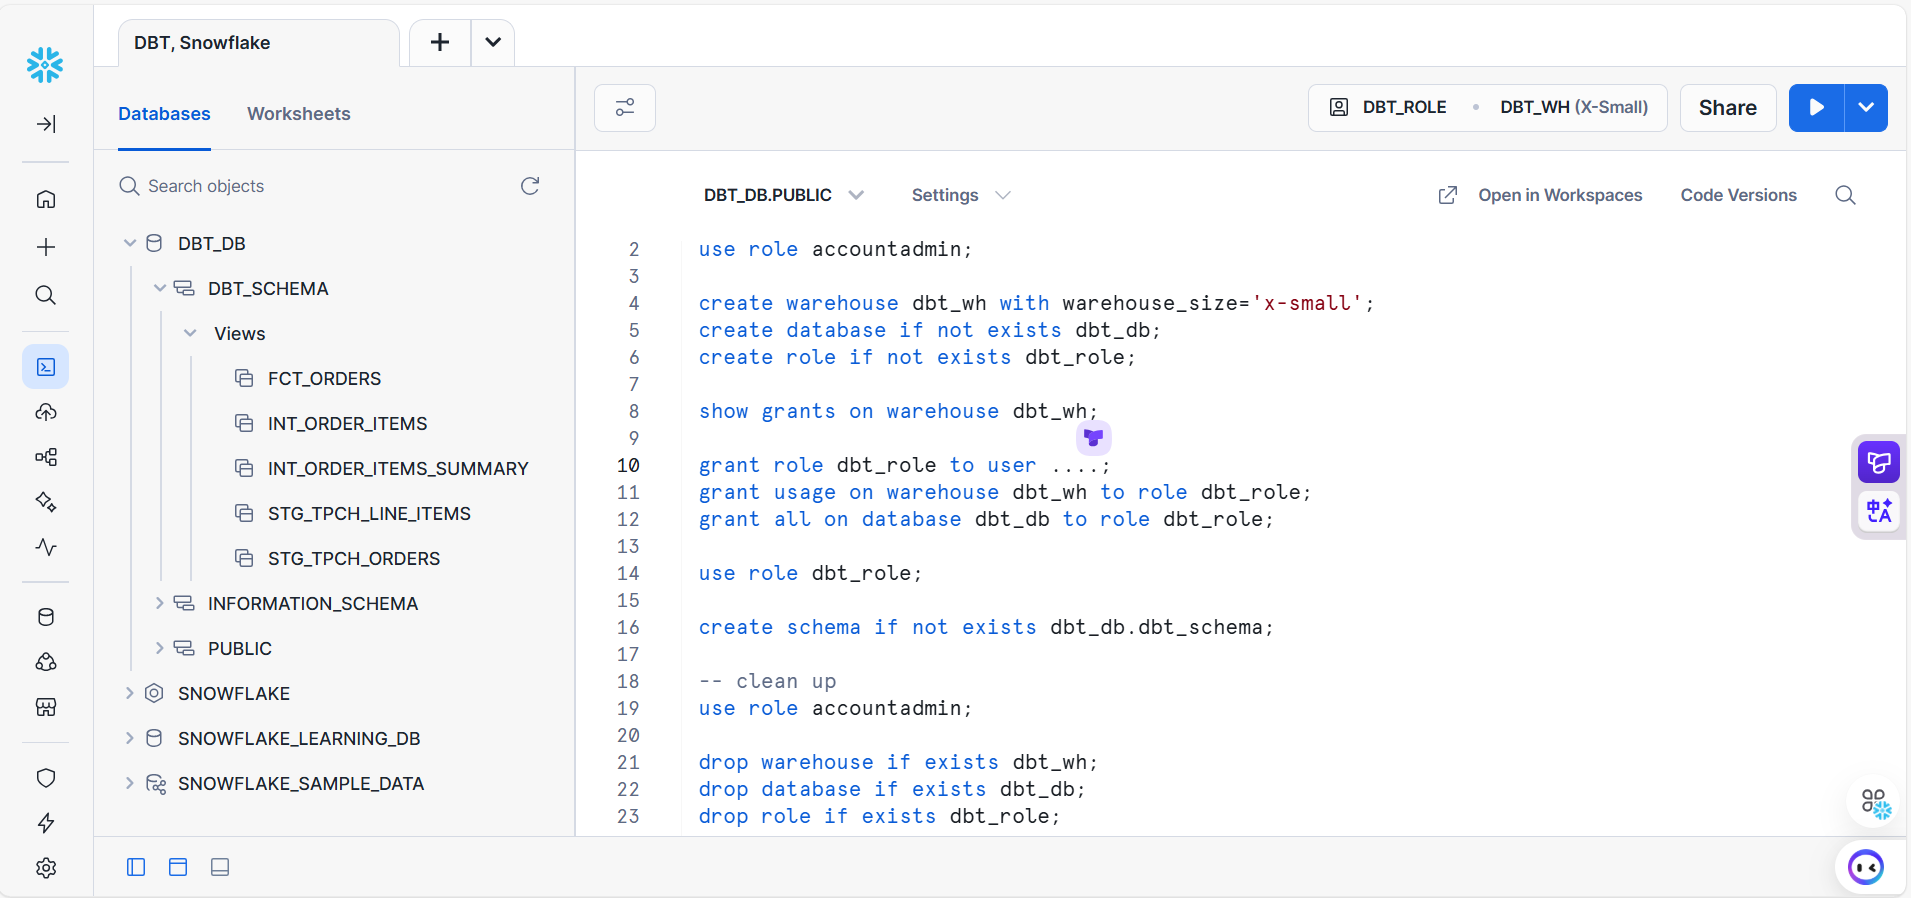 DBT, Snowflake
Databases
Worksheets
Search objects
DBT_DB
DBT_SCHEMA
Views
FCT_ORDERS
INT_ORDER_ITEMS
INT_ORDER_ITEMS_SUMMARY
STG_TPCH_LINE_ITEMS
STG_TPCH_ORDERS
INFORMATION_SCHEMA
PUBLIC
SNOWFLAKE
SNOWFLAKE_LEARNING_DB
SNOWFLAKE_SAMPLE_DATA
DBT_ROLE • DBT_WH (X-Small)
Share
DBT_DB.PUBLIC
Settings
Open in Workspaces
Code Versions
2 use role accountadmin;
3
4 create warehouse dbt_wh with warehouse_size='x-small';
5 create database if not exists dbt_db;
6 create role if not exists dbt_role;
7
8 show grants on warehouse dbt_wh;
9
10 grant role dbt_role to user ....;
11 grant usage on warehouse dbt_wh to role dbt_role;
12 grant all on database dbt_db to role dbt_role;
13
14 use role dbt_role;
15
16 create schema if not exists dbt_db.dbt_schema;
17
18 -- clean up
19 use role accountadmin;
20
21 drop warehouse if exists dbt_wh;
22 drop database if exists dbt_db;
23 drop role if exists dbt_role;
中A